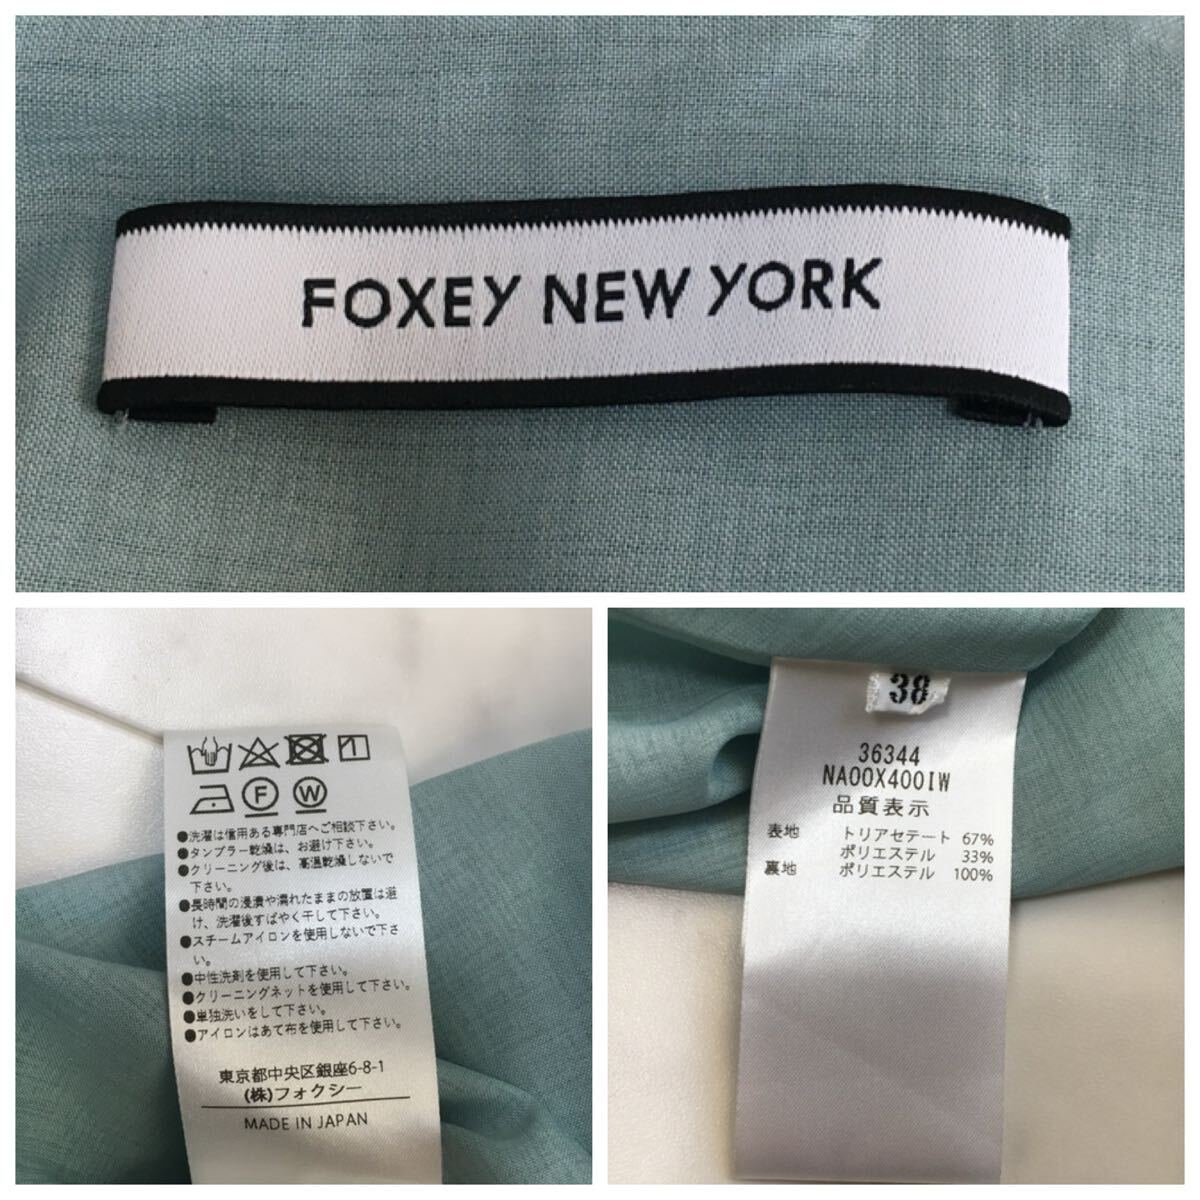 FOXEY NEW YORK
F W
●洗濯は信用ある専門店へご相談下さい。
●タンブラー乾燥は、お避け下さい。
●クリーニング後は、高温乾燥しないで
下さい。
●長時間の浸漬や濡れたままの放置は避
け、洗濯後すばやく干して下さい。
●スチームアイロンを使用しないで下さ
い。
●中性洗剤を使用して下さい。
●クリーニングネットを使用して下さい。
●単独洗いをして下さい。
●アイロンはあて布を使用して下さい。
東京都中央区銀座6-8-1
(株)フォクシー
MADE IN JAPAN
38
36344
NA00X400IW
品質表示
表地 トリアセテート 67%
ポリエステル 33%
裏地 ポリエステル 100%